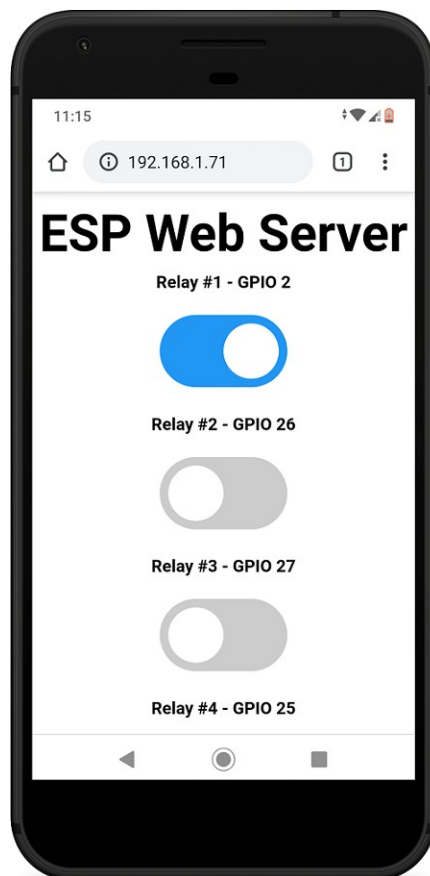 11:15
192.168.1.71
1
ESP Web Server
Relay #1 - GPIO 2
Relay #2 - GPIO 26
Relay #3 - GPIO 27
Relay #4 - GPIO 25